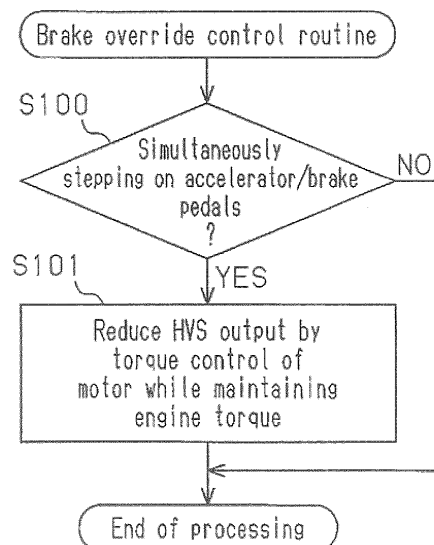 Brake override control routine
S100
Simultaneously
stepping on accelerator/brake
pedals
?
NO
S101
YES
Reduce HVS output by
torque control of
motor while maintaining
engine torque
End of processing